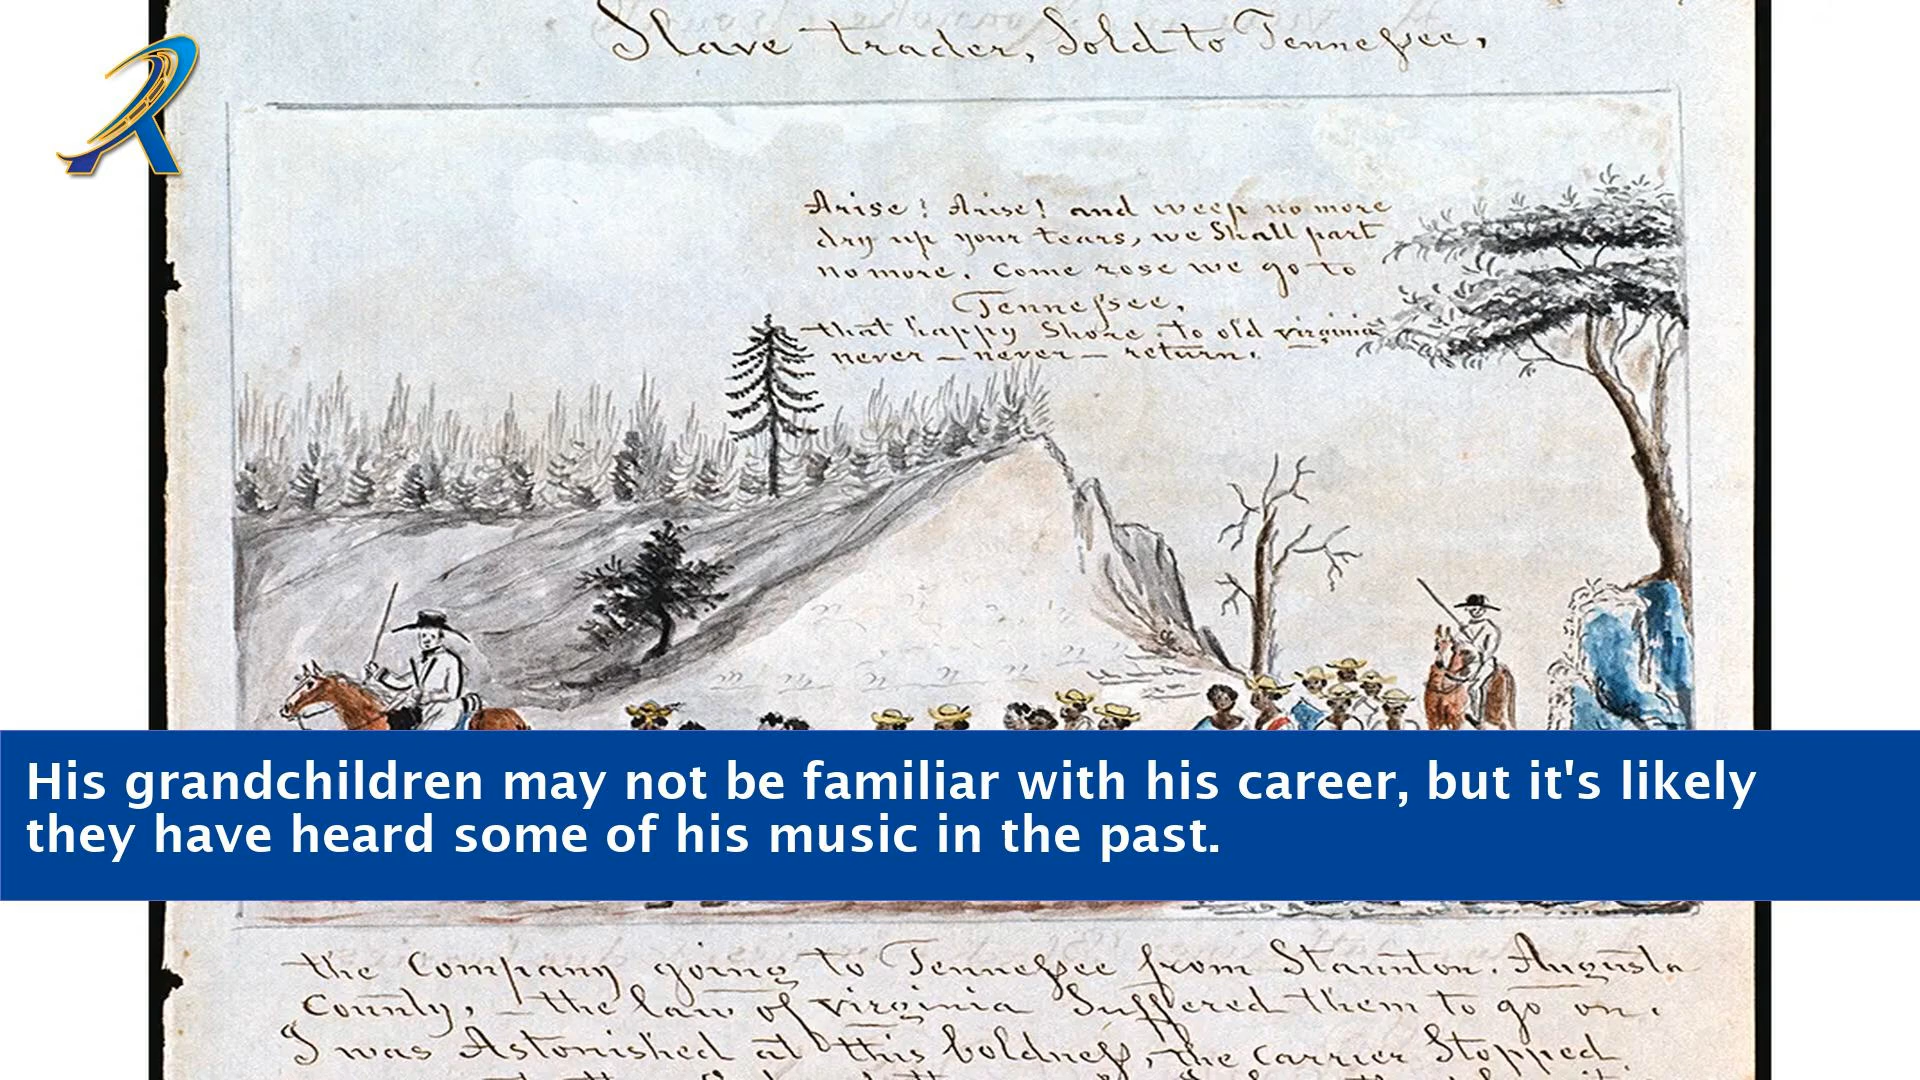 Slave trader, Sold to Tennessee,
Arise! Arise! and weep no more
dry up your tears, we Shall part
no more. Come rose we go to
Tennessee,
that happy Shore. to old virginia
never – never – return.
His grandchildren may not be familiar with his career, but it's likely
they have heard some of his music in the past.
the Company going to Tennessee from Staunton. Augusta
County, – the law of virginia Suffered them to go on.
I was Astonished at this boldness, the carrier Stopped